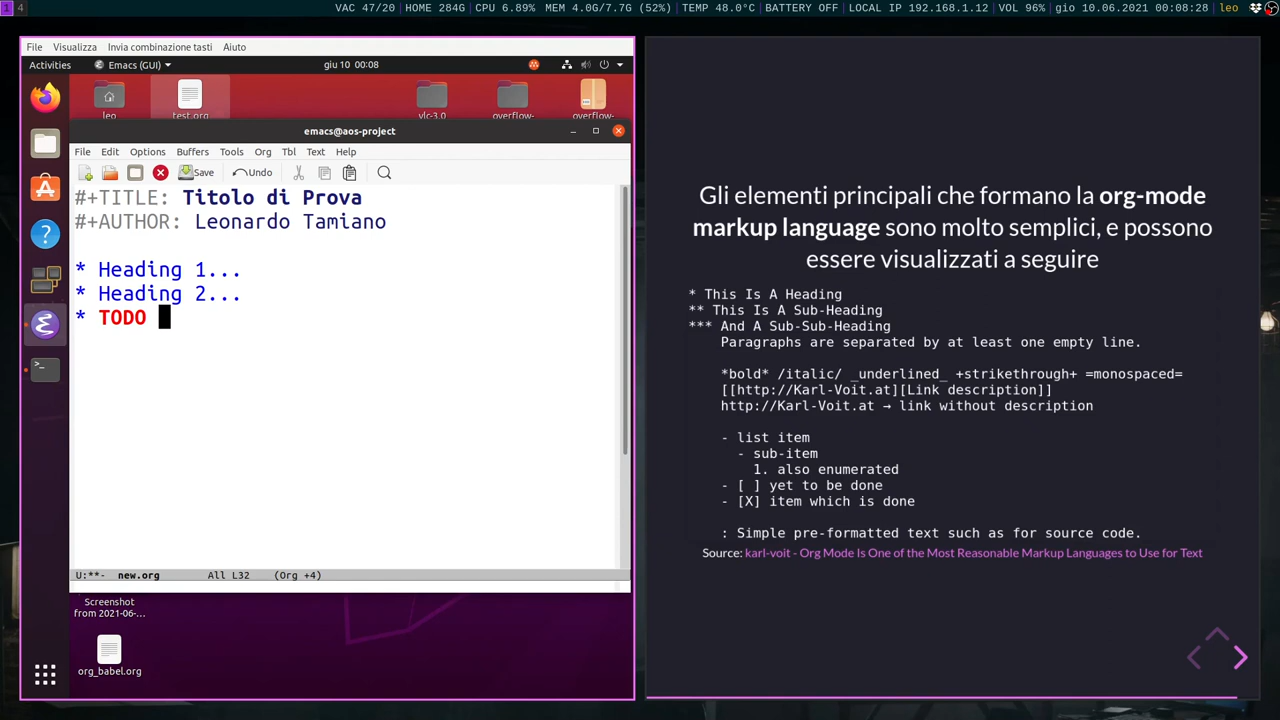 1 4 VAC 47/20 | HOME 284G | CPU 6.89% MEM 4.0G/7.7G (52%) | TEMP 48.0°C | BATTERY OFF | LOCAL IP 192.168.1.12 | VOL 96% | gio 10.06.2021 00:08:28 | leo
File Visualizza Invia combinazione tasti Aiuto
Activities Emacs (GUI) giu 10 00:08
leo test.org vlc-3.0 overflow- overflow-
emacs@aos-project
File Edit Options Buffers Tools Org Tbl Text Help
Save Undo
#+TITLE: Titolo di Prova
#+AUTHOR: Leonardo Tamiano
* Heading 1...
* Heading 2...
* TODO
U:**- new.org All L32 (Org +4)
Screenshot
from 2021-06-...
org_babel.org
Gli elementi principali che formano la org-mode
markup language sono molto semplici, e possono
essere visualizzati a seguire
* This Is A Heading
** This Is A Sub-Heading
*** And A Sub-Sub-Heading
Paragraphs are separated by at least one empty line.
*bold* /italic/ _underlined_ +strikethrough+ =monospaced=
[[http://Karl-Voit.at][Link description]]
http://Karl-Voit.at → link without description
- list item
- sub-item
1. also enumerated
- [ ] yet to be done
- [X] item which is done
: Simple pre-formatted text such as for source code.
Source: karl-voit - Org Mode Is One of the Most Reasonable Markup Languages to Use for Text